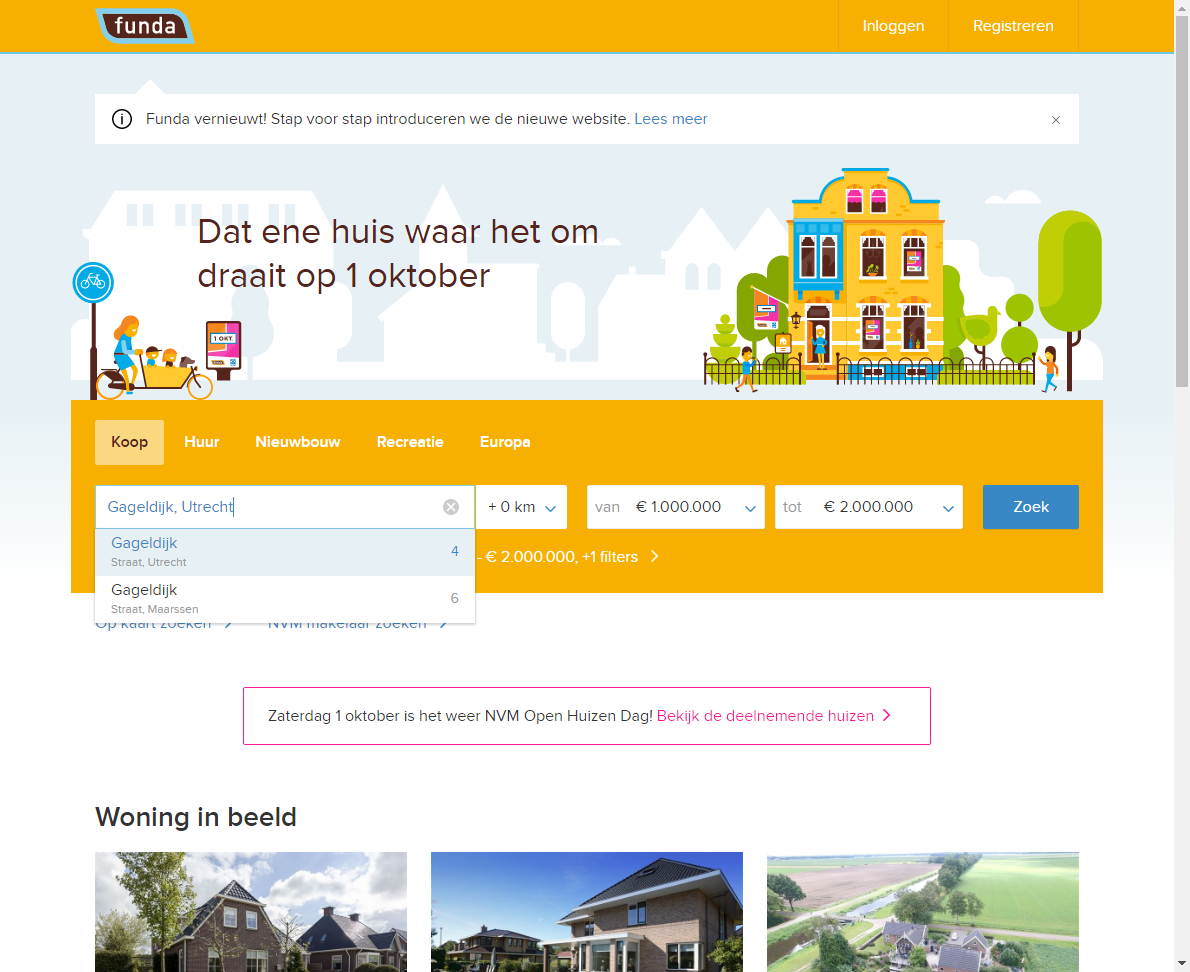 funda
Inloggen
Registreren
Funda vernieuwt! Stap voor stap introduceren we de nieuwe website. Lees meer
Dat ene huis waar het om
draait op 1 oktober
1 OKT.
Koop
Huur
Nieuwbouw
Recreatie
Europa
Gageldijk, Utrecht
+ 0 km
van € 1.000.000
tot € 2.000.000
Zoek
Gageldijk
4
Straat, Utrecht
- € 2.000.000, +1 filters
Gageldijk
6
Straat, Maarssen
Op kaart zoeken
NVM makelaar zoeken
Zaterdag 1 oktober is het weer NVM Open Huizen Dag! Bekijk de deelnemende huizen
Woning in beeld